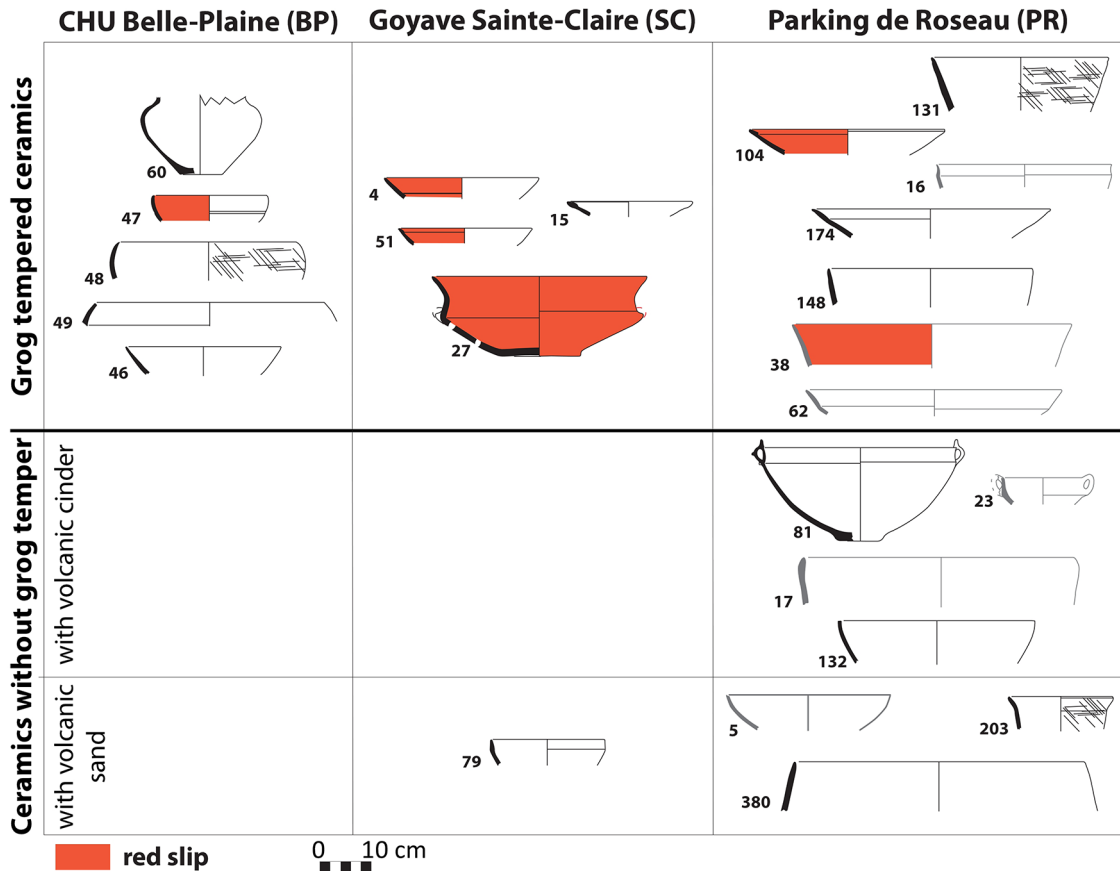 CHU Belle-Plaine (BP)
Goyave Sainte-Claire (SC)
Parking de Roseau (PR)
Grog tempered ceramics
60
47
48
49
46
4
15
51
27
131
104
16
174
148
38
62
Ceramics without grog temper
with volcanic cinder
81
23
17
132
with volcanic
sand
79
5
203
380
red slip
0 10 cm